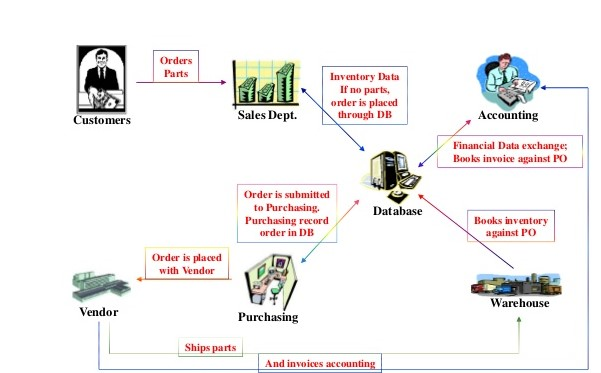 Orders
Parts
Customers
Sales Dept.
Inventory Data
If no parts,
order is placed
through DB
Accounting
Financial Data exchange;
Books invoice against PO
Database
Order is submitted
to Purchasing.
Purchasing record
order in DB
Books inventory
against PO
Order is placed
with Vendor
Vendor
Purchasing
Warehouse
Ships parts
And invoices accounting